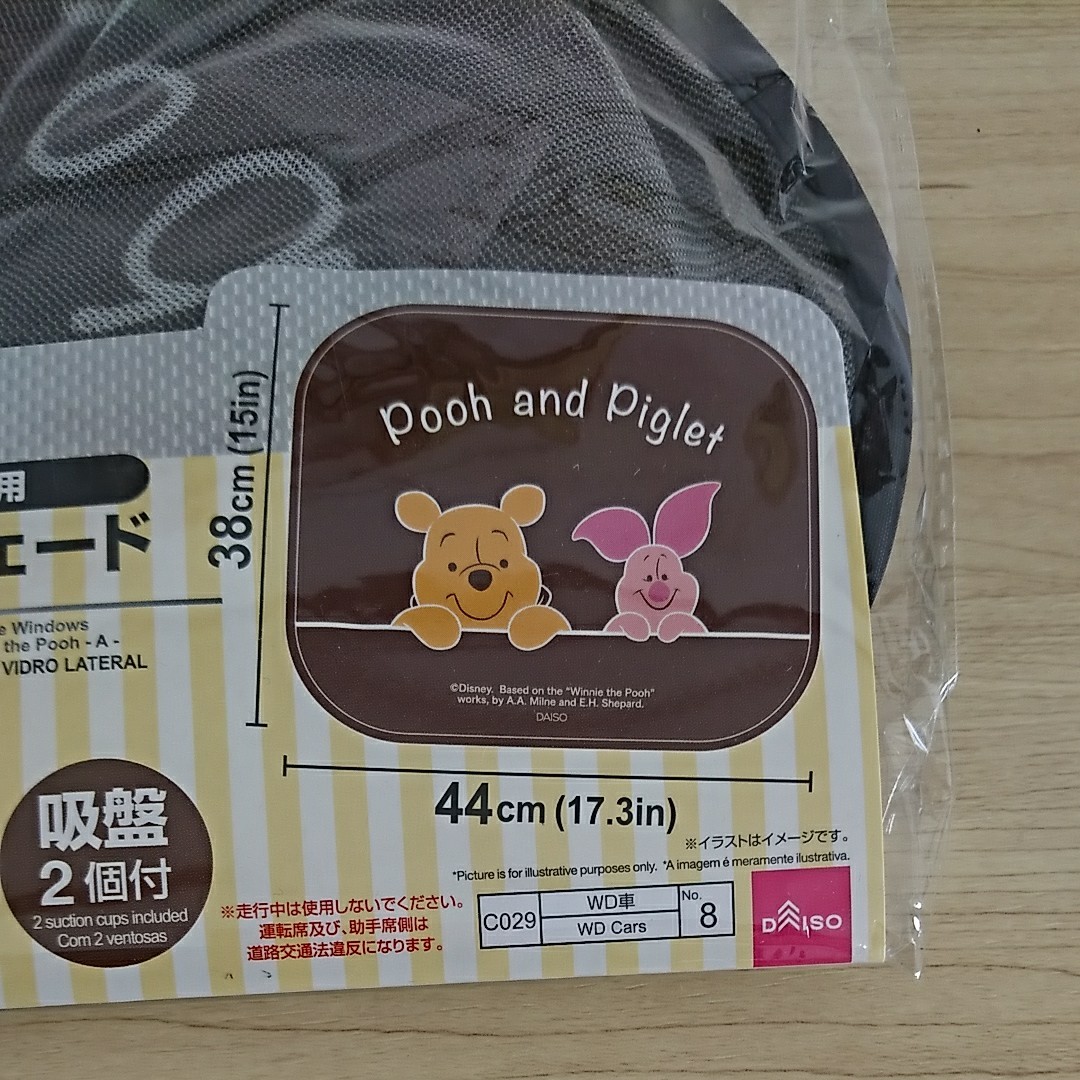 Pooh and Piglet
38cm (15in)
用
ェード
e Windows
the Pooh - A -
VIDRO LATERAL
©Disney. Based on the "Winnie the Pooh"
works, by A.A. Milne and E.H. Shepard.
DAISO
44cm (17.3in)
吸盤
2個付
2 suction cups included
Com 2 ventosas
※イラストはイメージです。
*Picture is for illustrative purposes only. *A imagem é meramente ilustrativa.
※走行中は使用しないでください。
運転席及び、助手席側は
道路交通法違反になります。
C029 WD車 No.
WD Cars 8
DAISO